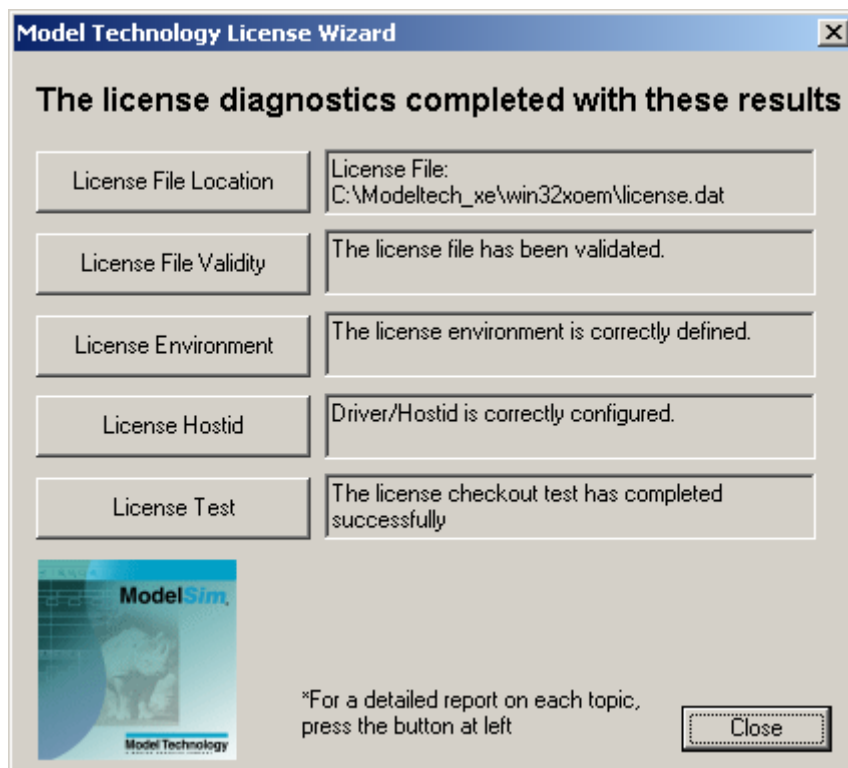 Model Technology License Wizard
The license diagnostics completed with these results
License File Location
License File:
C:\Modeltech_xe\win32xoem\license.dat
License File Validity
The license file has been validated.
License Environment
The license environment is correctly defined.
License Hostid
Driver/Hostid is correctly configured.
License Test
The license checkout test has completed
successfully
ModelSim
Model Technology
*For a detailed report on each topic,
press the button at left
Close